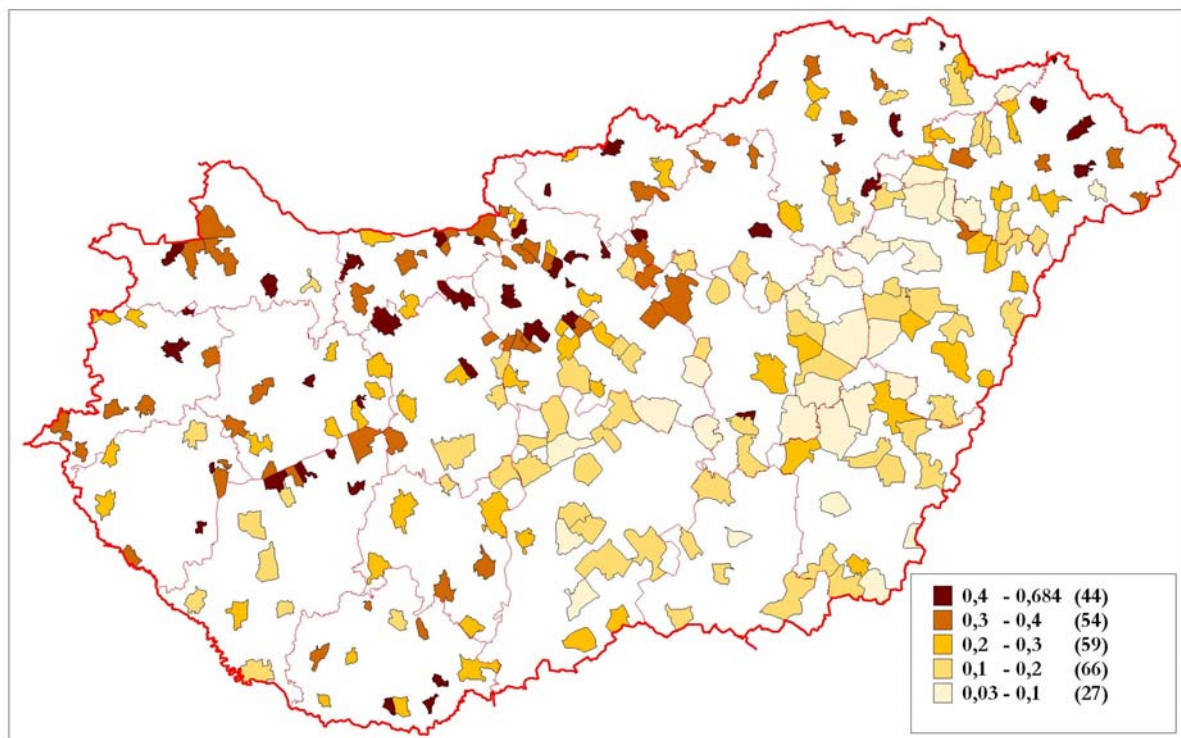 0,4 - 0,684 (44)
0,3 - 0,4 (54)
0,2 - 0,3 (59)
0,1 - 0,2 (66)
0,03 - 0,1 (27)